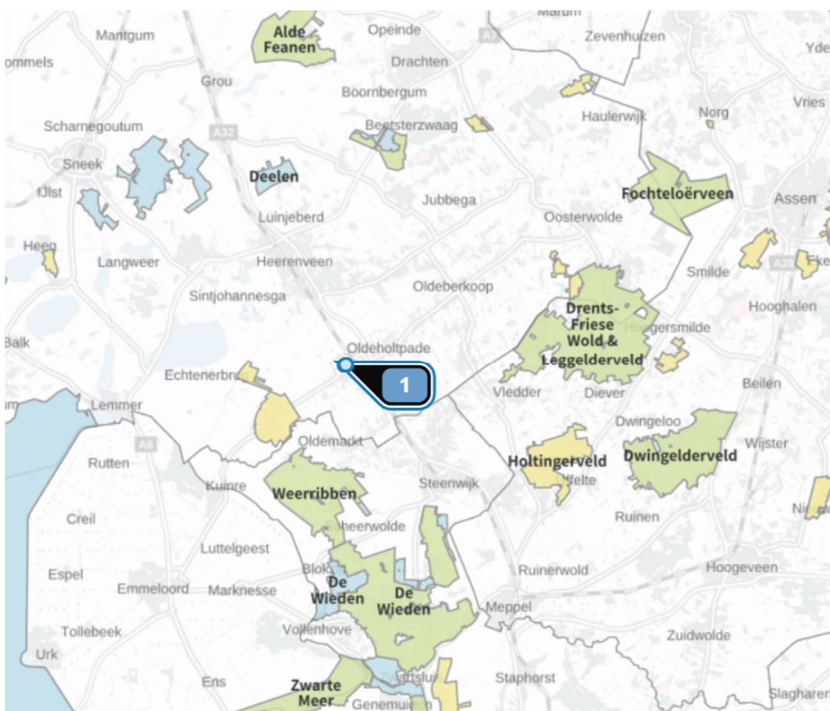 Marum
Mantgum
Alde
Feanen
Opeinde
A7
Zevenhuizen
Drachten
Grou
Boornbergum
Vries
Scharnegoutum
A32
Beetsterzwaag
Haulerwijk
Norg
Sneek
Deelen
IJlst
Jubbega
Fochteloërveen
Assen
Luinjeberd
Oosterwolde
Heeg
Langweer
Heerenveen
Smilde
Sintjohannesga
Oldeberkoop
Hooghalen
Drents-
Friese
Wold &
Leggelderveld
Balk
Oldeholtpade
Echtenerbr
1
Vledder
Diever
Beilen
Lemmer
Dwingeloo
A6
Oldemarkt
Wijster
Rutten
Holtingerveld
Dwingelderveld
Kuinre
Weerribben
Steenwijk
Creil
Ruinen
Luttelgeest
Espel
Emmeloord
Marknesse
De
Wieden
De
Wieden
Ruinerwold
Hoogeveen
Meppel
Tollebeek
Vollenhove
Zuidwolde
Urk
Ens
Zwarte
Meer
Staphorst
Slagharen